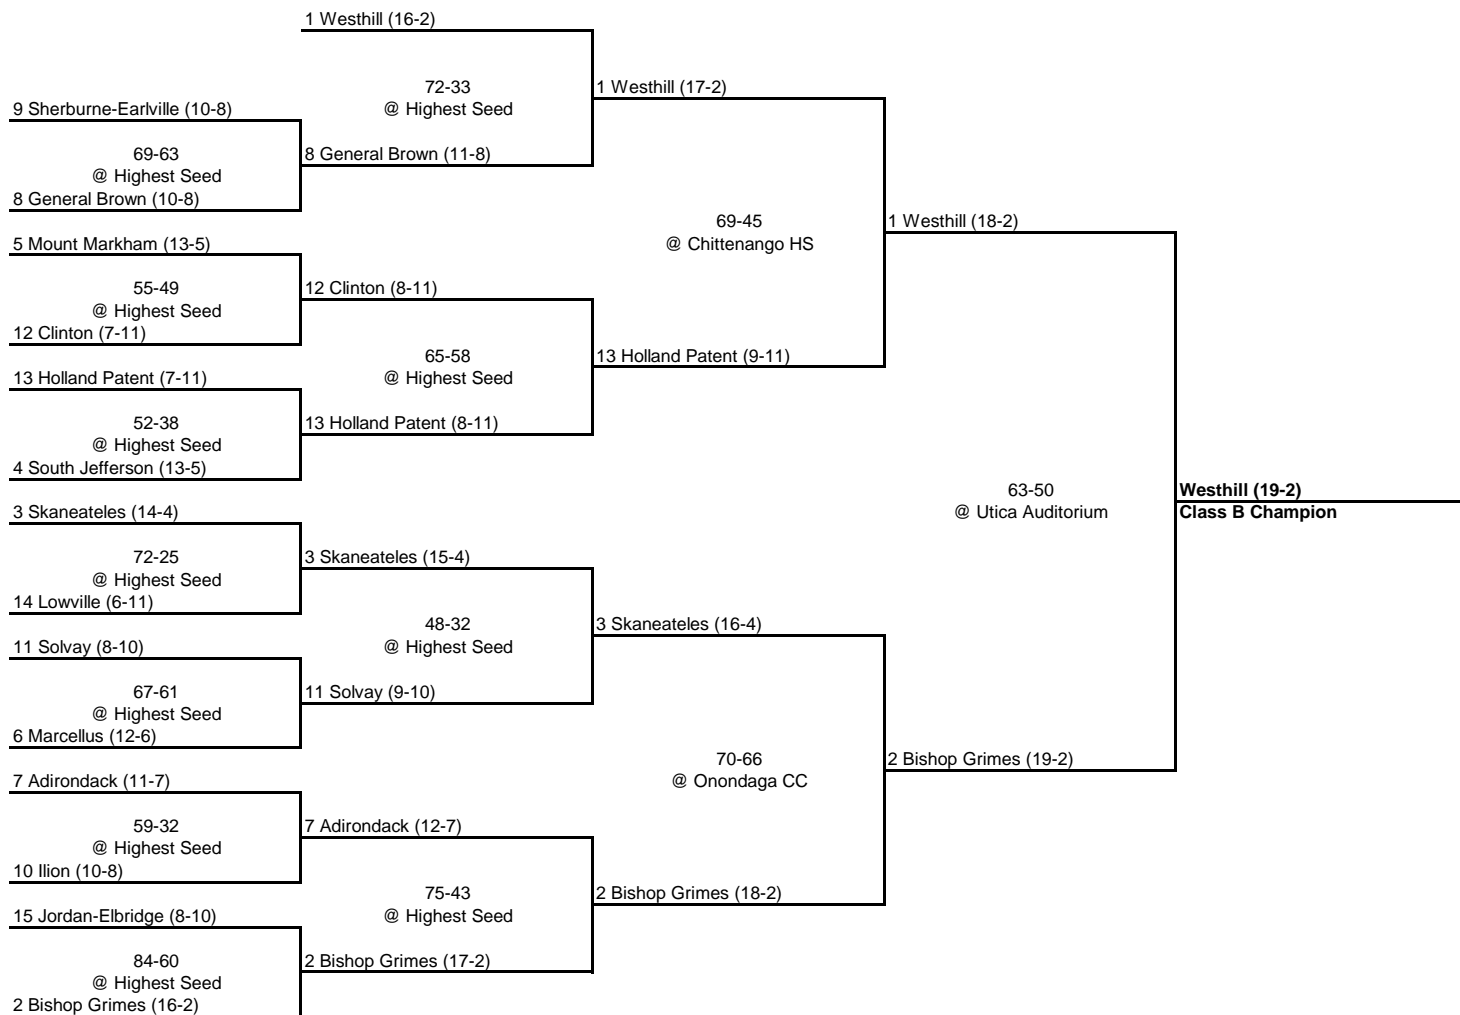 1 Westhill (16-2)
72-33
@ Highest Seed
1 Westhill (17-2)
9 Sherburne-Earlville (10-8)
69-63
@ Highest Seed
8 General Brown (11-8)
8 General Brown (10-8)
69-45
@ Chittenango HS
1 Westhill (18-2)
5 Mount Markham (13-5)
55-49
@ Highest Seed
12 Clinton (8-11)
12 Clinton (7-11)
65-58
@ Highest Seed
13 Holland Patent (9-11)
13 Holland Patent (7-11)
52-38
@ Highest Seed
13 Holland Patent (8-11)
4 South Jefferson (13-5)
63-50
@ Utica Auditorium
Westhill (19-2)
Class B Champion
3 Skaneateles (14-4)
72-25
@ Highest Seed
3 Skaneateles (15-4)
14 Lowville (6-11)
48-32
@ Highest Seed
3 Skaneateles (16-4)
11 Solvay (8-10)
67-61
@ Highest Seed
11 Solvay (9-10)
6 Marcellus (12-6)
70-66
@ Onondaga CC
2 Bishop Grimes (19-2)
7 Adirondack (11-7)
59-32
@ Highest Seed
7 Adirondack (12-7)
10 Ilion (10-8)
75-43
@ Highest Seed
2 Bishop Grimes (18-2)
15 Jordan-Elbridge (8-10)
84-60
@ Highest Seed
2 Bishop Grimes (17-2)
2 Bishop Grimes (16-2)